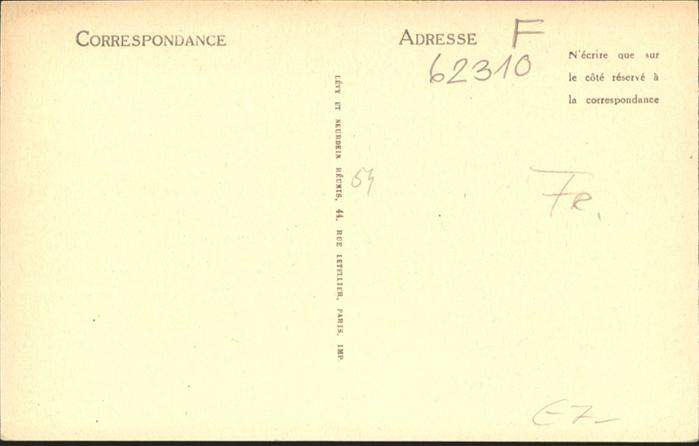 CORRESPONDANCE
ADRESSE F
62310
N'écrire que sur
le côté réservé à
la correspondance
LÉVY ET NEURDEIN RÉUNIS, 44, RUE LETELLIER, PARIS, IMP
Fr.